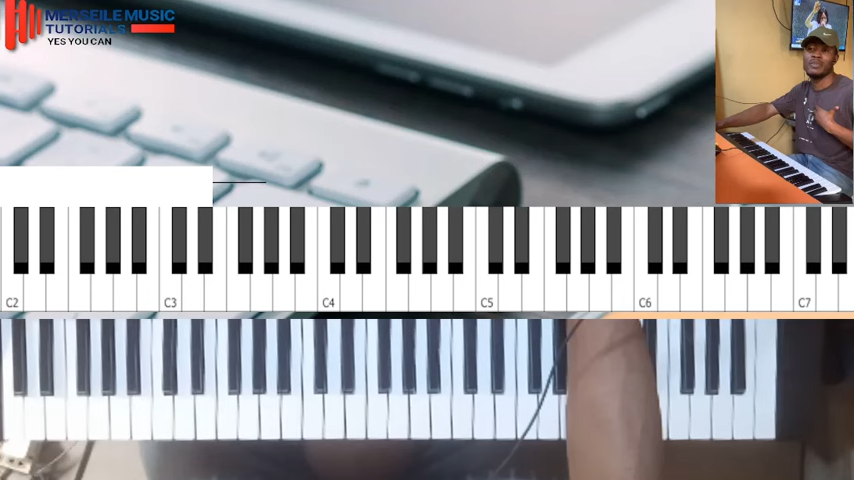 MERSEILE MUSIC
TUTORIALS
YES YOU CAN
C2 C3 C4 C5 C6 C7